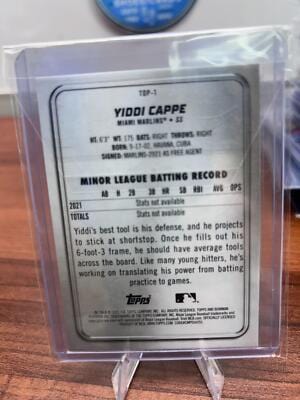 TDP-1
YIDDI CAPPE
MIAMI MARLINS • SS
HT: 6'3" WT: 175 BATS: RIGHT THROWS: RIGHT
BORN: 9-17-02, HAVANA, CUBA
SIGNED: MARLINS-2021 AS FREE AGENT
MINOR LEAGUE BATTING RECORD
AB H 2B 3B HR SB RBI AVG OPS
2021 Stats not available
TOTALS Stats not available
Yiddi's best tool is his defense, and he projects
to stick at shortstop. Once he fills out his
6-foot-3 frame, he should have average tools
across the board. Like many young hitters, he's
working on translating his power from batting
practice to games.
Topps